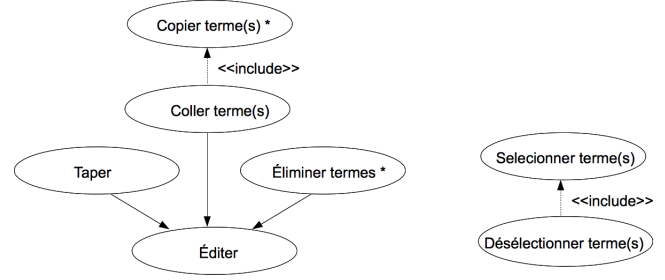 Copier terme(s) *
<<include>>
Coller terme(s)
Taper
Éliminer termes *
Éditer
Selecionner terme(s)
<<include>>
Désélectionner terme(s)